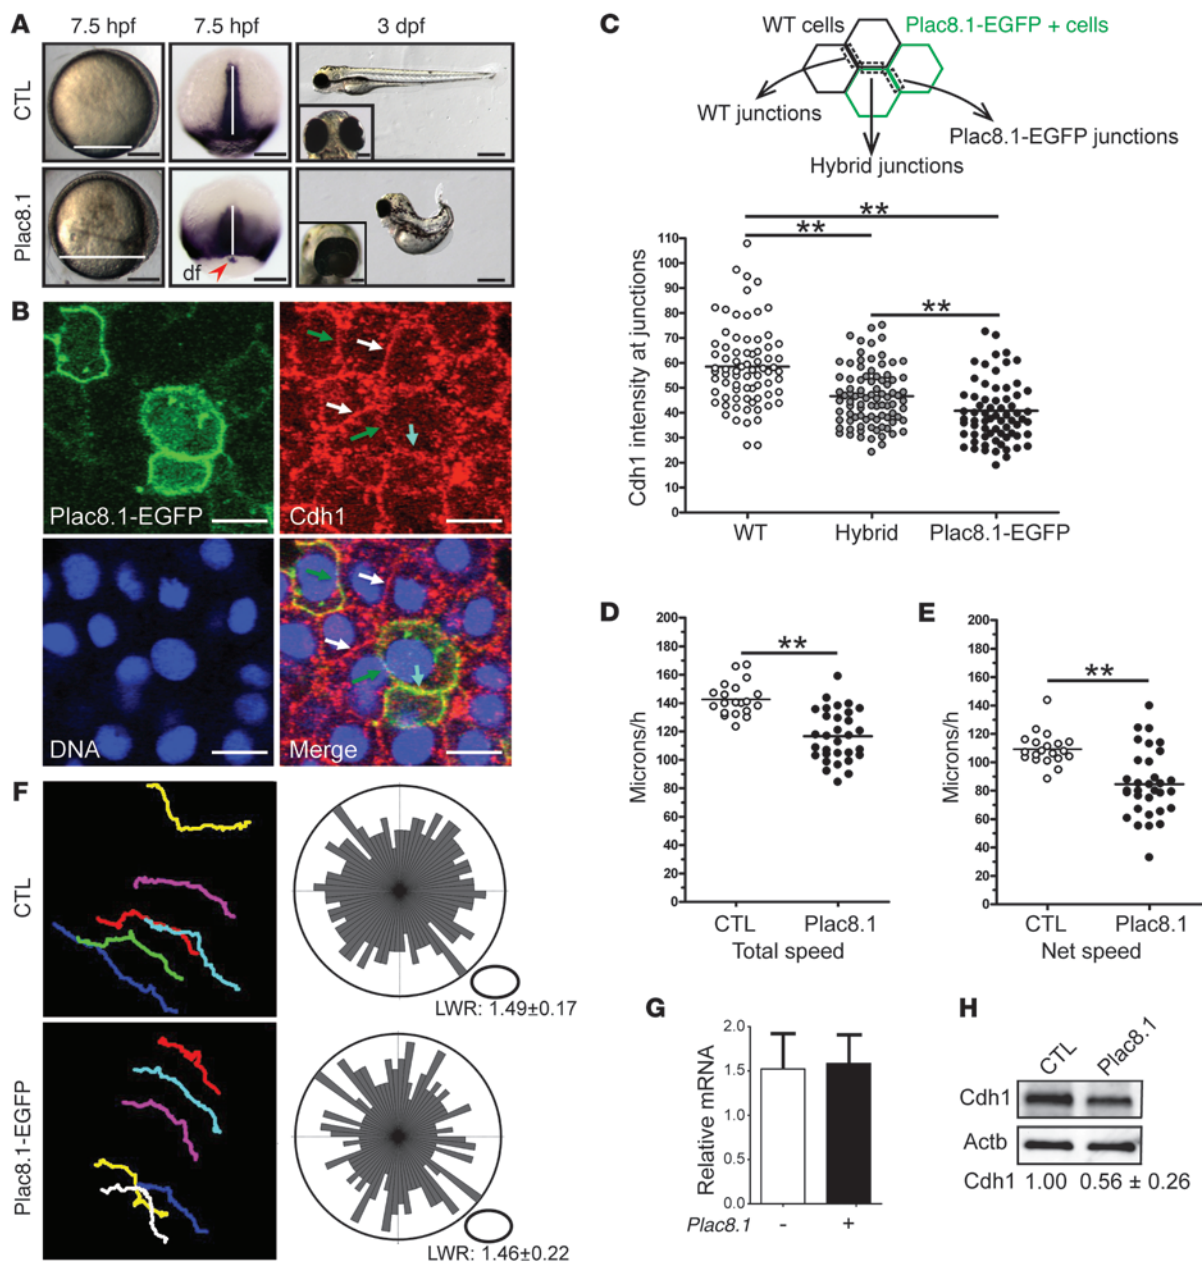 A
7.5 hpf
7.5 hpf
3 dpf
CTL
Plac8.1
df
B
Plac8.1-EGFP
Cdh1
DNA
Merge
C
WT cells
Plac8.1-EGFP + cells
WT junctions
Plac8.1-EGFP junctions
Hybrid junctions
**
**
**
Cdh1 intensity at junctions
110
100
90
80
70
60
50
40
30
20
10
0
WT
Hybrid
Plac8.1-EGFP
D
Microns/h
200
180
160
140
120
100
80
60
40
20
0
**
CTL
Plac8.1
Total speed
E
Microns/h
200
180
160
140
120
100
80
60
40
20
0
**
CTL
Plac8.1
Net speed
F
CTL
LWR: 1.49±0.17
Plac8.1-EGFP
LWR: 1.46±0.22
G
Relative mRNA
2.0
1.5
1.0
0.5
0.0
Plac8.1
-
+
H
CTL
Plac8.1
Cdh1
Actb
Cdh1 1.00 0.56 ± 0.26